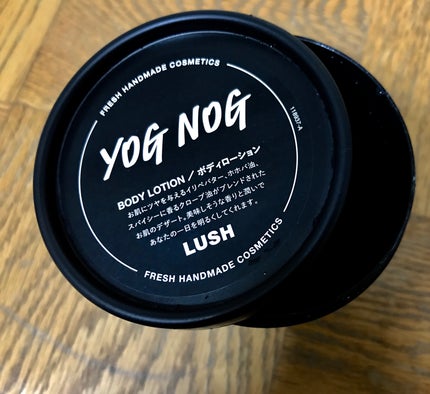 FRESH HANDMADE COSMETICS
YOG NOG
BODY LOTION / ボディローション
お肌にツヤを与えるイリペバター、ホホバ油、
スパイシーに香るクローブ油がブレンドされた
お肌のデザート。美味しそうな香りと潤いで
あなたの一日を明るくしてくれます。
LUSH
FRESH HANDMADE COSMETICS